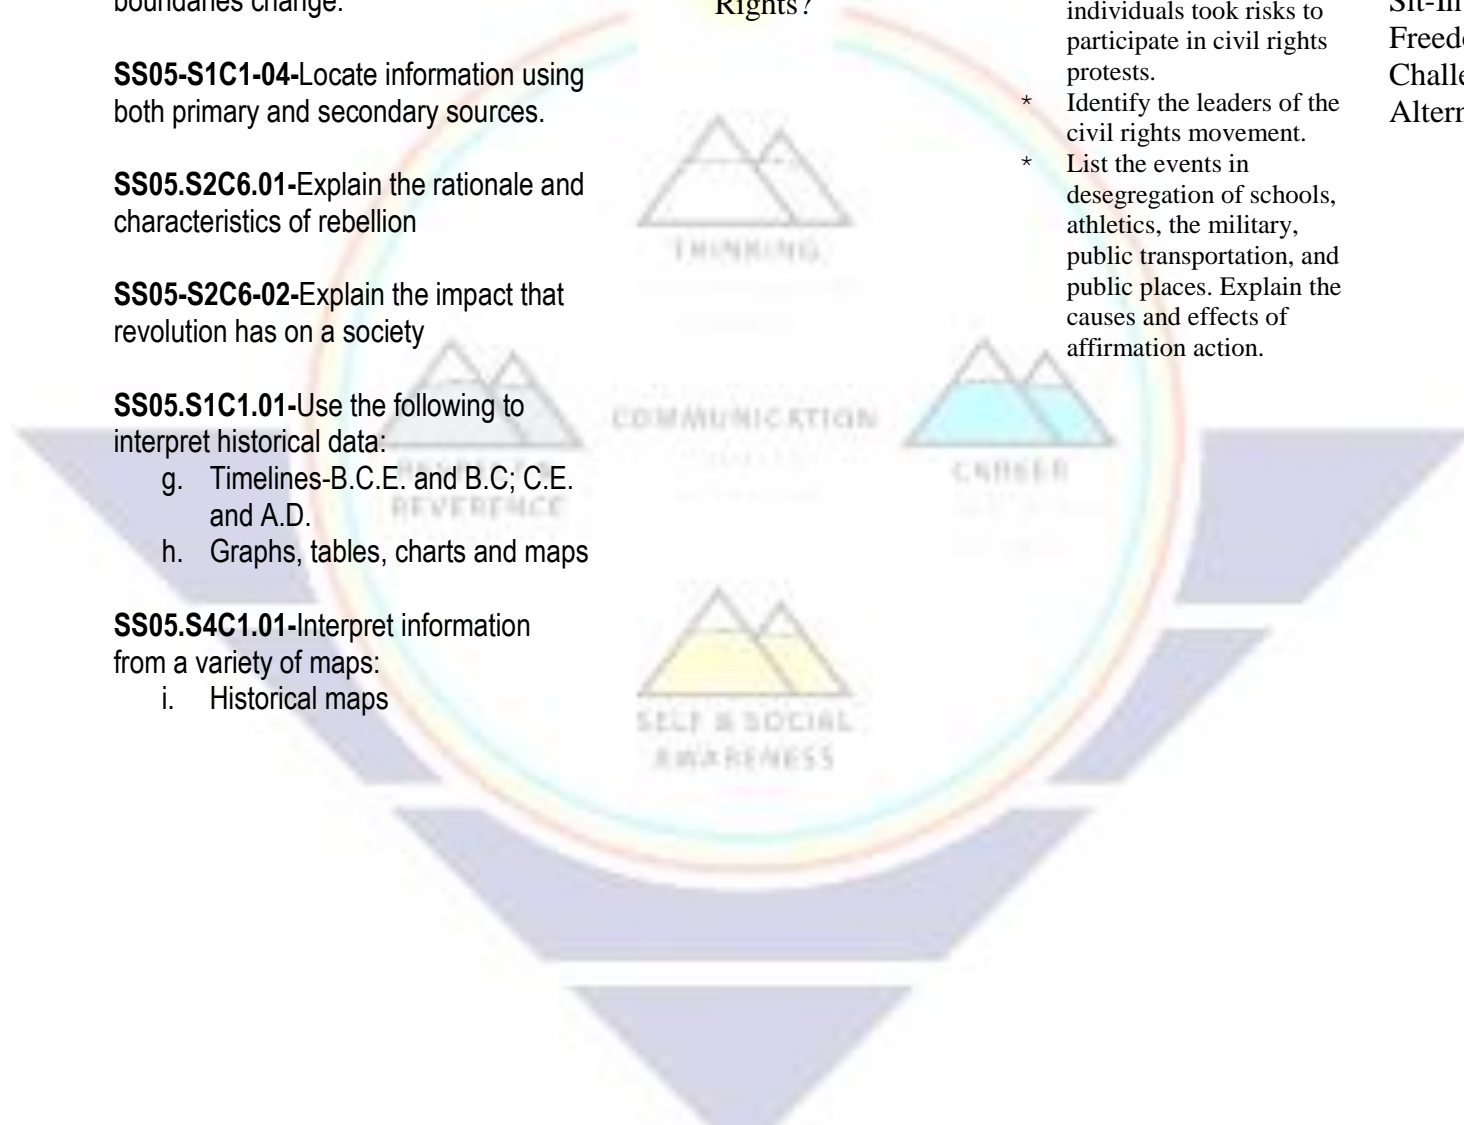 boundaries change.
SS05-S1C1-04-Locate information using
both primary and secondary sources.
SS05.S2C6.01-Explain the rationale and
characteristics of rebellion
SS05-S2C6-02-Explain the impact that
revolution has on a society
SS05.S1C1.01-Use the following to
interpret historical data:
g. Timelines-B.C.E. and B.C; C.E.
and A.D.
h. Graphs, tables, charts and maps
SS05.S4C1.01-Interpret information
from a variety of maps:
i. Historical maps
Rights?
individuals took risks to
participate in civil rights
protests.
* Identify the leaders of the
civil rights movement.
* List the events in
desegregation of schools,
athletics, the military,
public transportation, and
public places. Explain the
causes and effects of
affirmation action.
Sit-In
Freed
Challe
Altern
THINKING
COMMUNICATION
CAREER
REVERENCE
SELF & SOCIAL
AWARENESS